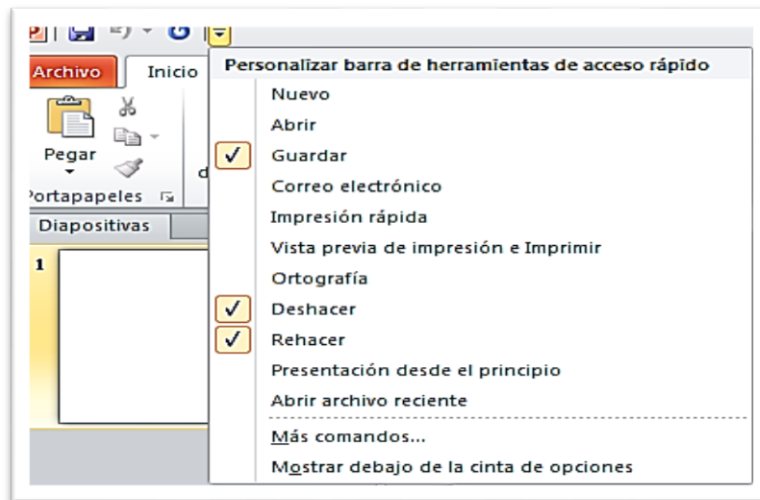 Archivo
Inicio
Pegar
Portapapeles
Diapositivas
1
Personalizar barra de herramientas de acceso rápido
Nuevo
Abrir
Guardar
Correo electrónico
Impresión rápida
Vista previa de impresión e Imprimir
Ortografía
Deshacer
Rehacer
Presentación desde el principio
Abrir archivo reciente
Más comandos...
Mostrar debajo de la cinta de opciones